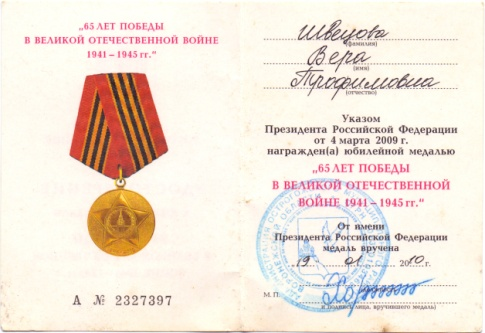 „65 ЛЕТ ПОБЕДЫ
В ВЕЛИКОЙ ОТЕЧЕСТВЕННОЙ ВОЙНЕ
1941 – 1945 гг.“
А № 2327397
Швецова
(фамилия)
Вера
(имя)
Трофимовна
(отчество)
Указом
Президента Российской Федерации
от 4 марта 2009 г.
награжден(а) юбилейной медалью
„65 ЛЕТ ПОБЕДЫ
В ВЕЛИКОЙ ОТЕЧЕСТВЕННОЙ
ВОЙНЕ 1941 – 1945 гг.“
От имени
Президента Российской Федерации
медаль вручена
19 01 2010
М. П.
(подпись лица, вручившего медаль)